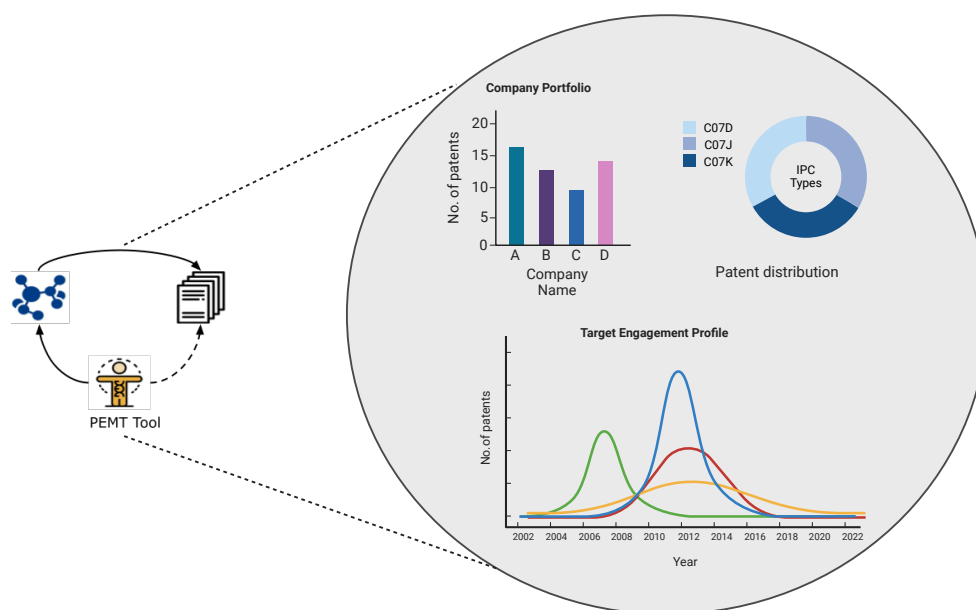 Company Portfolio
No. of patents
20
15
10
5
0
A B C D
Company
Name
C07D
C07J
C07K
IPC
Types
Patent distribution
PEMT Tool
Target Engagement Profile
No.of patents
2002 2004 2006 2008 2010 2012 2014 2016 2018 2020 2022
Year